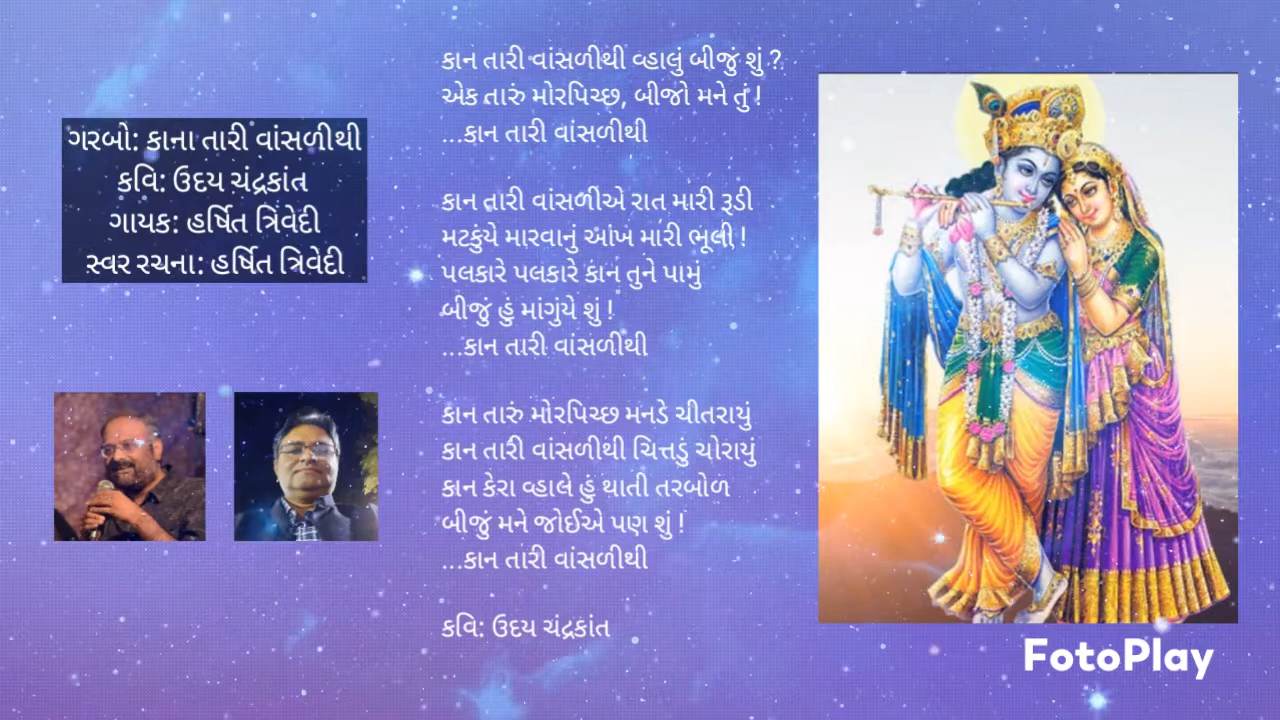 ગરબો: કાના તારી વાંસળીથી
કવિ: ઉદય ચંદ્રકાંત
ગાયક: હર્ષિત ત્રિવેદી
સ્વર રચના: હર્ષિત ત્રિવેદી
કાન તારી વાંસળીથી વ્હાલું બીજું શું ?
એક તારું મોરપિચ્છ, બીજો મને તું !
...કાન તારી વાંસળીથી
કાન તારી વાંસળીએ રાત મારી રૂડી
મટકુંયે મારવાનું આંખ મારી ભૂલી !
પલકારે પલકારે કાન તુને પામું
બીજું હું માંગુંયે શું !
...કાન તારી વાંસળીથી
કાન તારું મોરપિચ્છ મનડે ચીતરાયું
કાન તારી વાંસળીથી ચિત્તડું ચોરાયું
કાન કેરા વ્હાલે હું થાતી તરબોળ
બીજું મને જોઈએ પણ શું !
...કાન તારી વાંસળીથી
કવિ: ઉદય ચંદ્રકાંત
FotoPlay